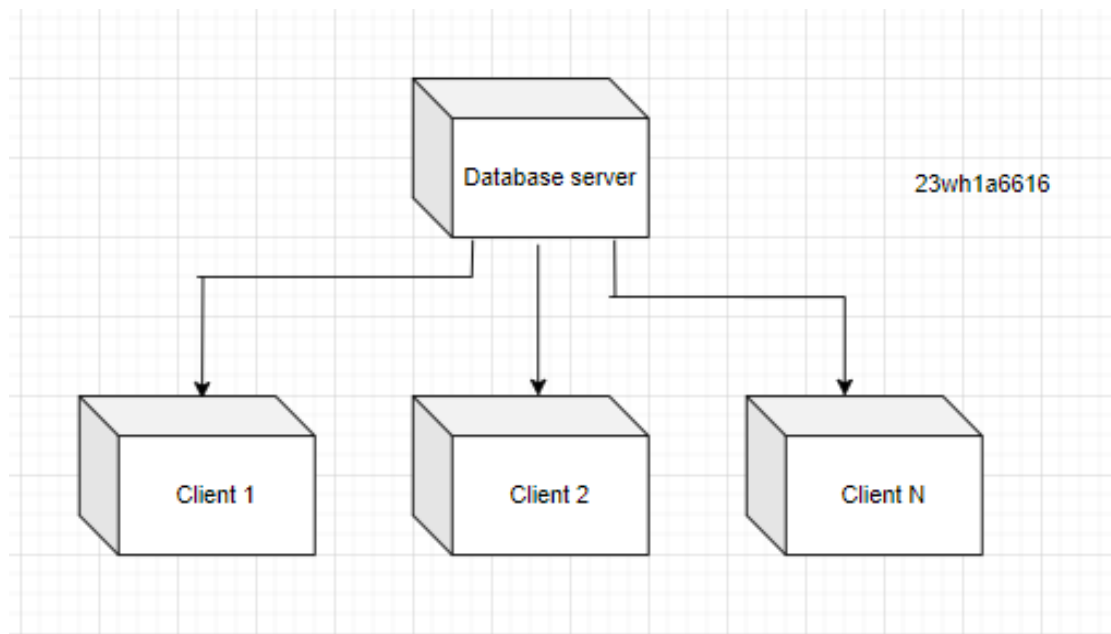 Database server
23wh1a6616
Client 1
Client 2
Client N